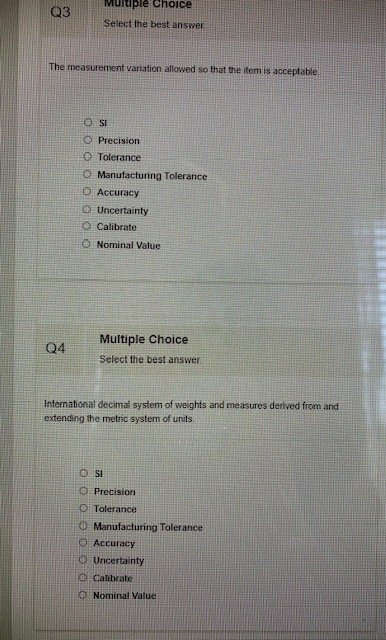 Q3
Multiple Choice
Select the best answer.
The measurement variation allowed so that the item is acceptable.
SI
Precision
Tolerance
Manufacturing Tolerance
Accuracy
Uncertainty
Calibrate
Nominal Value
Q4
Multiple Choice
Select the best answer.
International decimal system of weights and measures derived from and
extending the metric system of units.
SI
Precision
Tolerance
Manufacturing Tolerance
Accuracy
Uncertainty
Calibrate
Nominal Value